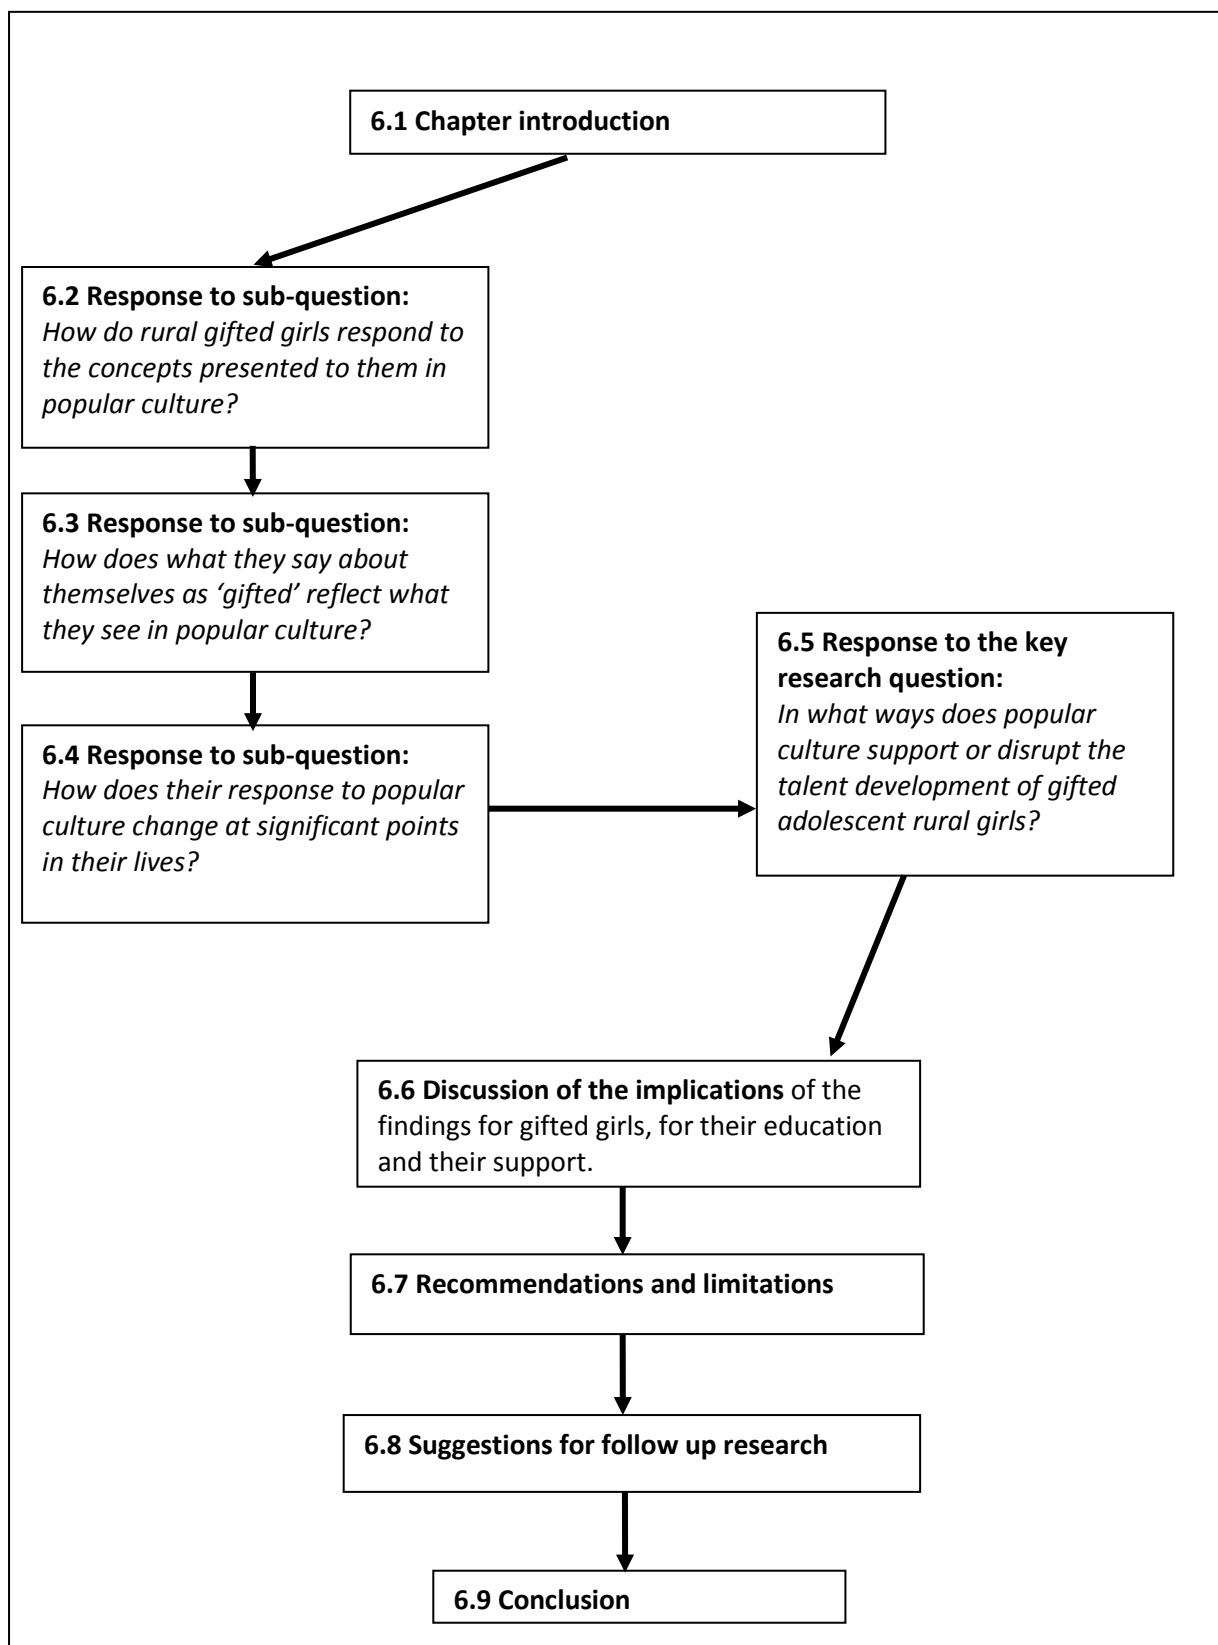 6.1 Chapter introduction
6.2 Response to sub-question:
How do rural gifted girls respond to
the concepts presented to them in
popular culture?
6.3 Response to sub-question:
How does what they say about
themselves as ‘gifted’ reflect what
they see in popular culture?
6.4 Response to sub-question:
How does their response to popular
culture change at significant points
in their lives?
6.5 Response to the key
research question:
In what ways does popular
culture support or disrupt the
talent development of gifted
adolescent rural girls?
6.6 Discussion of the implications of the
findings for gifted girls, for their education
and their support.
6.7 Recommendations and limitations
6.8 Suggestions for follow up research
6.9 Conclusion